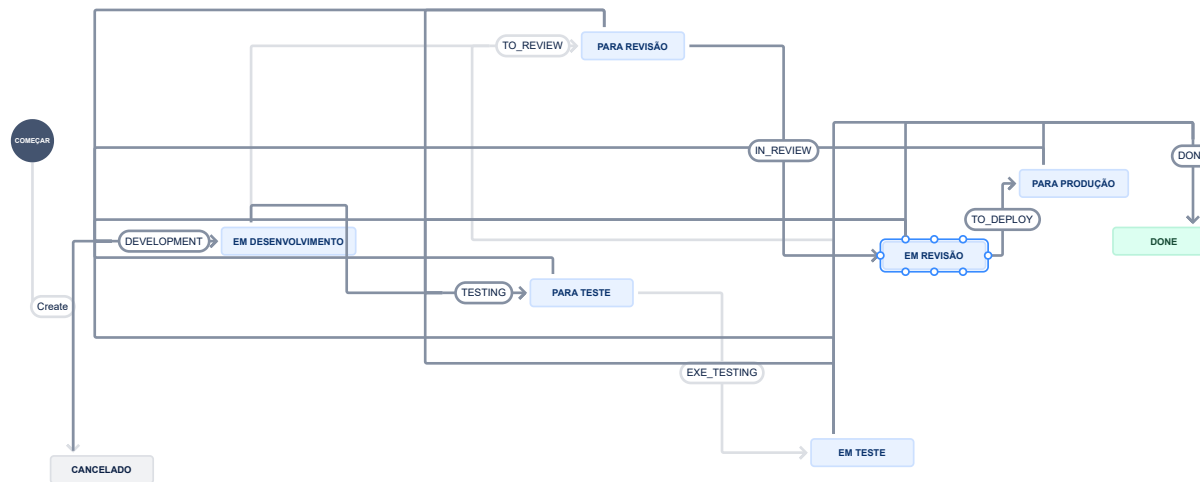 TO_REVIEW
PARA REVISÃO
COMEÇAR
IN_REVIEW
DON
PARA PRODUÇÃO
TO_DEPLOY
DEVELOPMENT
EM DESENVOLVIMENTO
DONE
EM REVISÃO
TESTING
PARA TESTE
Create
EXE_TESTING
EM TESTE
CANCELADO